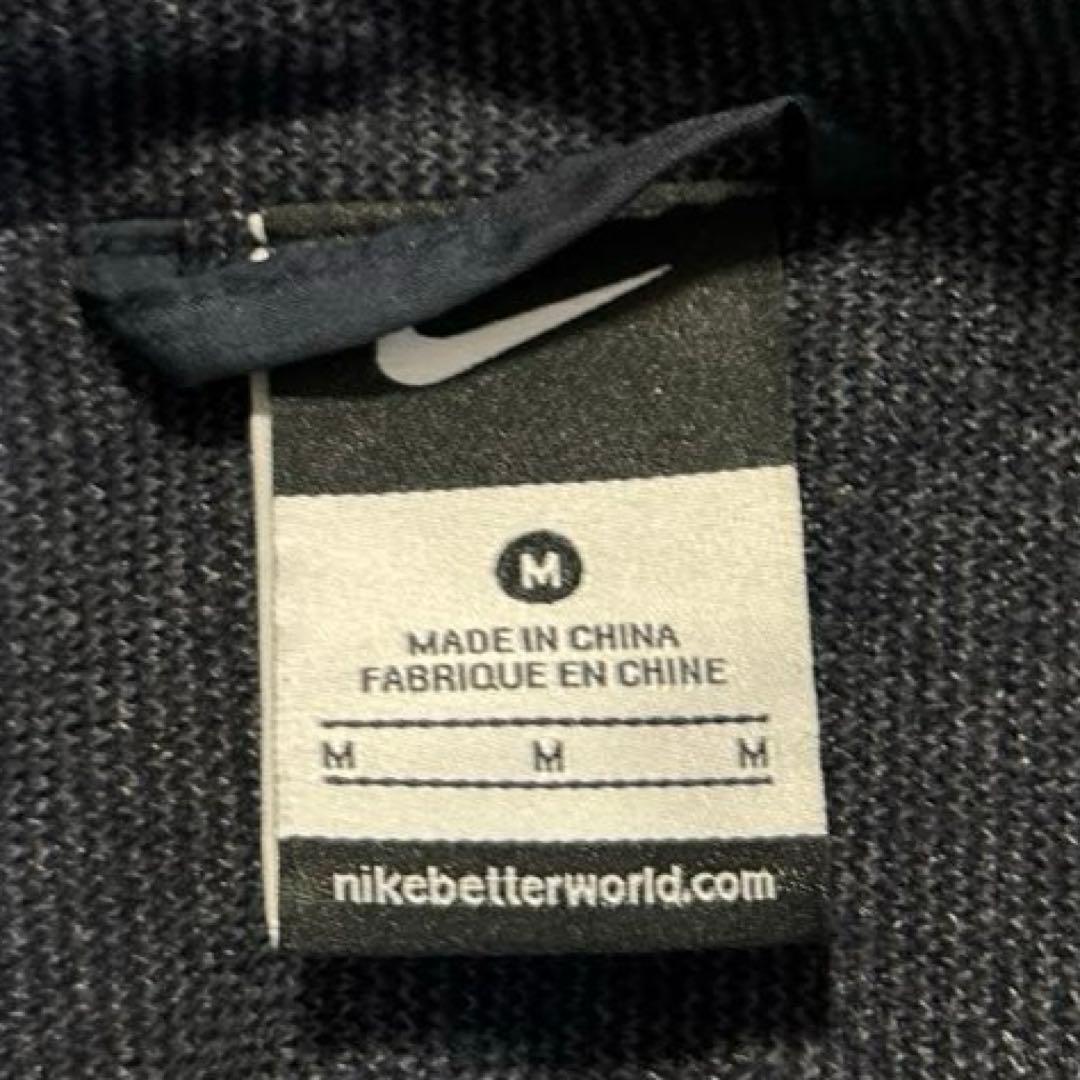 M
MADE IN CHINA
FABRIQUE EN CHINE
M M M
nikebetterworld.com